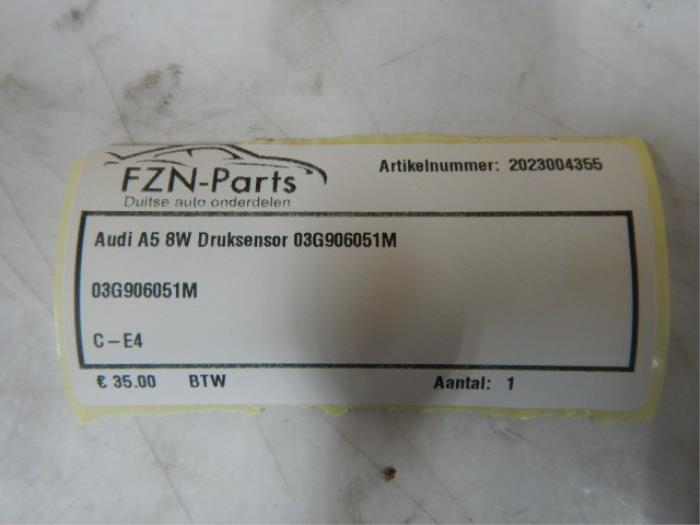 FZN-Parts
Duitse auto onderdelen
Artikelnummer: 2023004355
Audi A5 8W Druksensor 03G906051M
03G906051M
C-E4
€ 35.00 BTW Aantal: 1